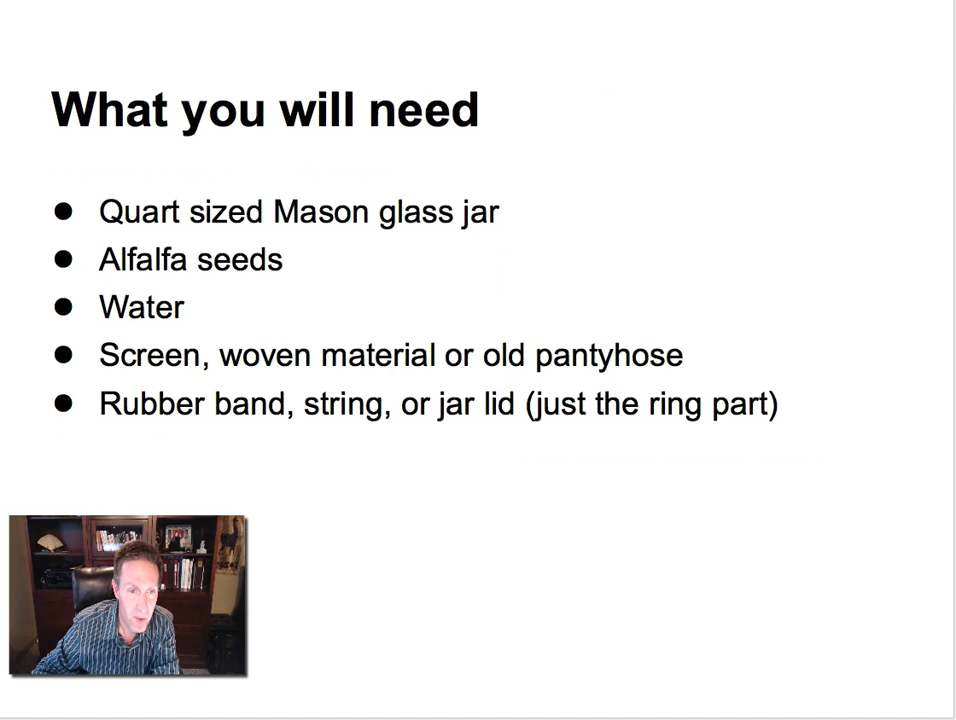 What you will need
● Quart sized Mason glass jar
● Alfalfa seeds
● Water
● Screen, woven material or old pantyhose
● Rubber band, string, or jar lid (just the ring part)